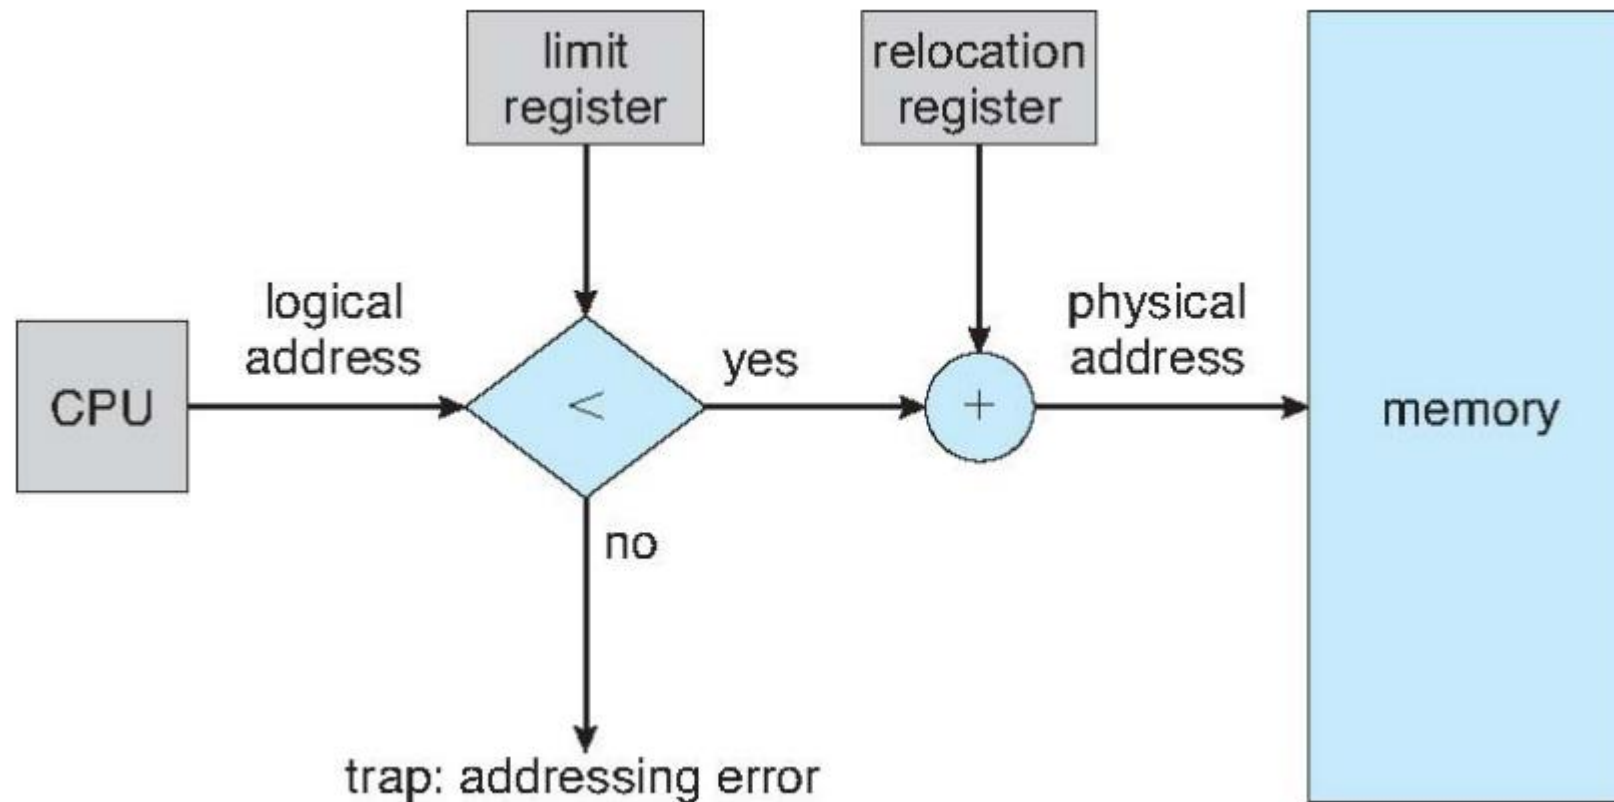 limit
register
relocation
register
logical
address
physical
address
yes
CPU
<
+
memory
no
trap: addressing error